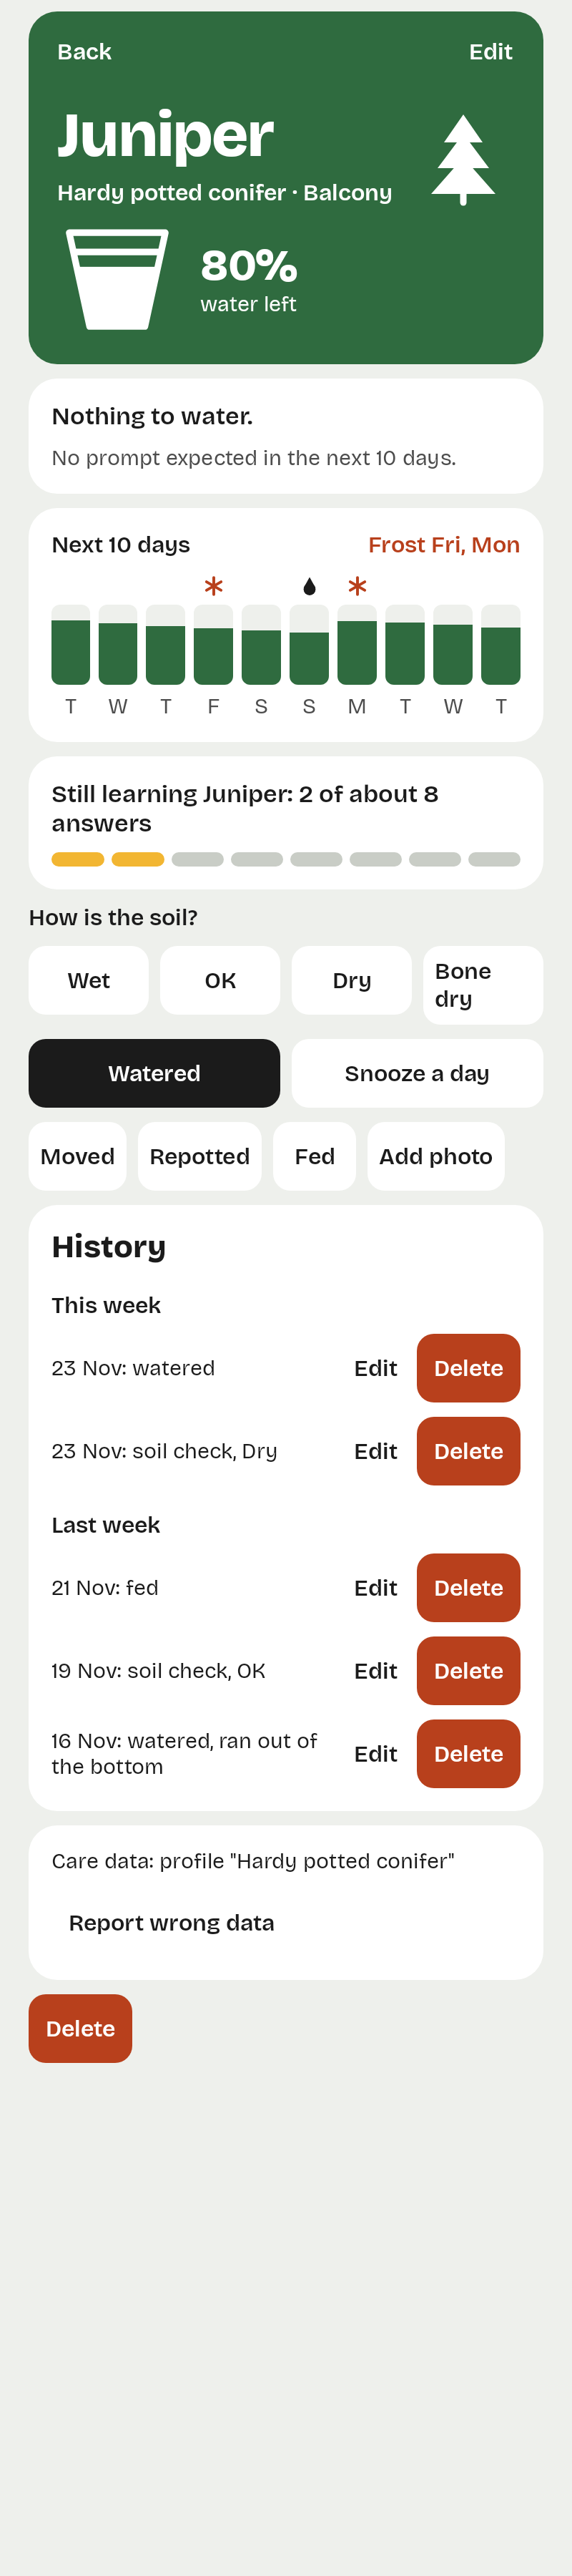 Back
Edit
Juniper
Hardy potted conifer · Balcony
80%
water left
Nothing to water.
No prompt expected in the next 10 days.
Next 10 days
Frost Fri, Mon
T W T F S S M T W T
Still learning Juniper: 2 of about 8
answers
How is the soil?
Wet
OK
Dry
Bone
dry
Watered
Snooze a day
Moved
Repotted
Fed
Add photo
History
This week
23 Nov: watered
Edit
Delete
23 Nov: soil check, Dry
Edit
Delete
Last week
21 Nov: fed
Edit
Delete
19 Nov: soil check, OK
Edit
Delete
16 Nov: watered, ran out of
the bottom
Edit
Delete
Care data: profile "Hardy potted conifer"
Report wrong data
Delete